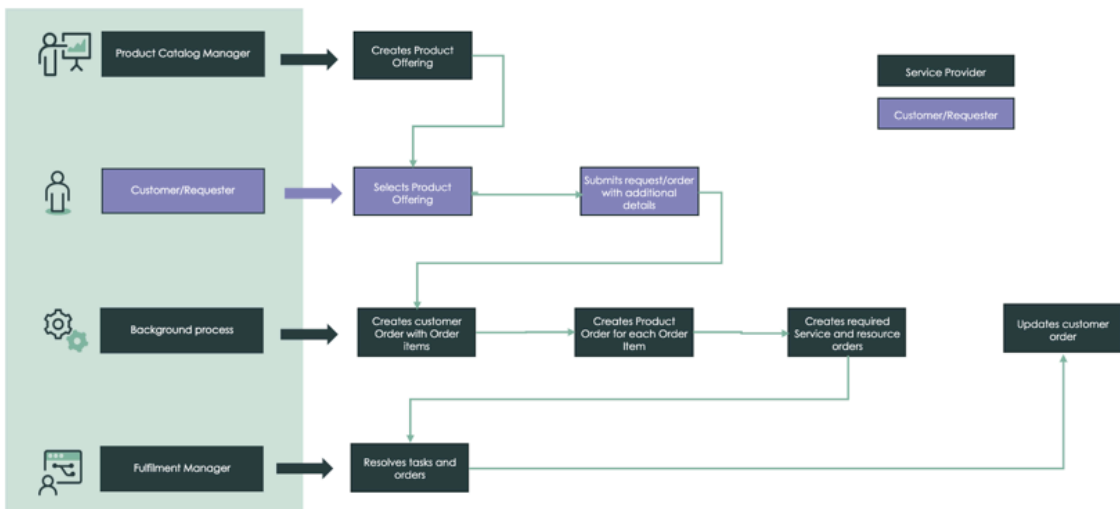 Product Catalog Manager
Creates Product
Offering
Service Provider
Customer/Requester
Customer/Requester
Selects Product
Offering
Submits request/order
with additional
details
Background process
Creates customer
Order with Order
items
Creates Product
Order for each Order
Item
Creates required
Service and resource
orders
Updates customer
order
Fulfilment Manager
Resolves tasks and
orders